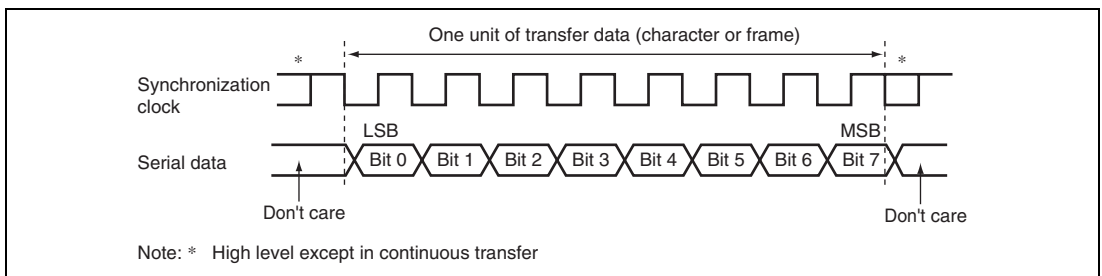 One unit of transfer data (character or frame)
* *
Synchronization
clock
LSB MSB
Serial data Bit 0 Bit 1 Bit 2 Bit 3 Bit 4 Bit 5 Bit 6 Bit 7
Don't care Don't care
Note: * High level except in continuous transfer